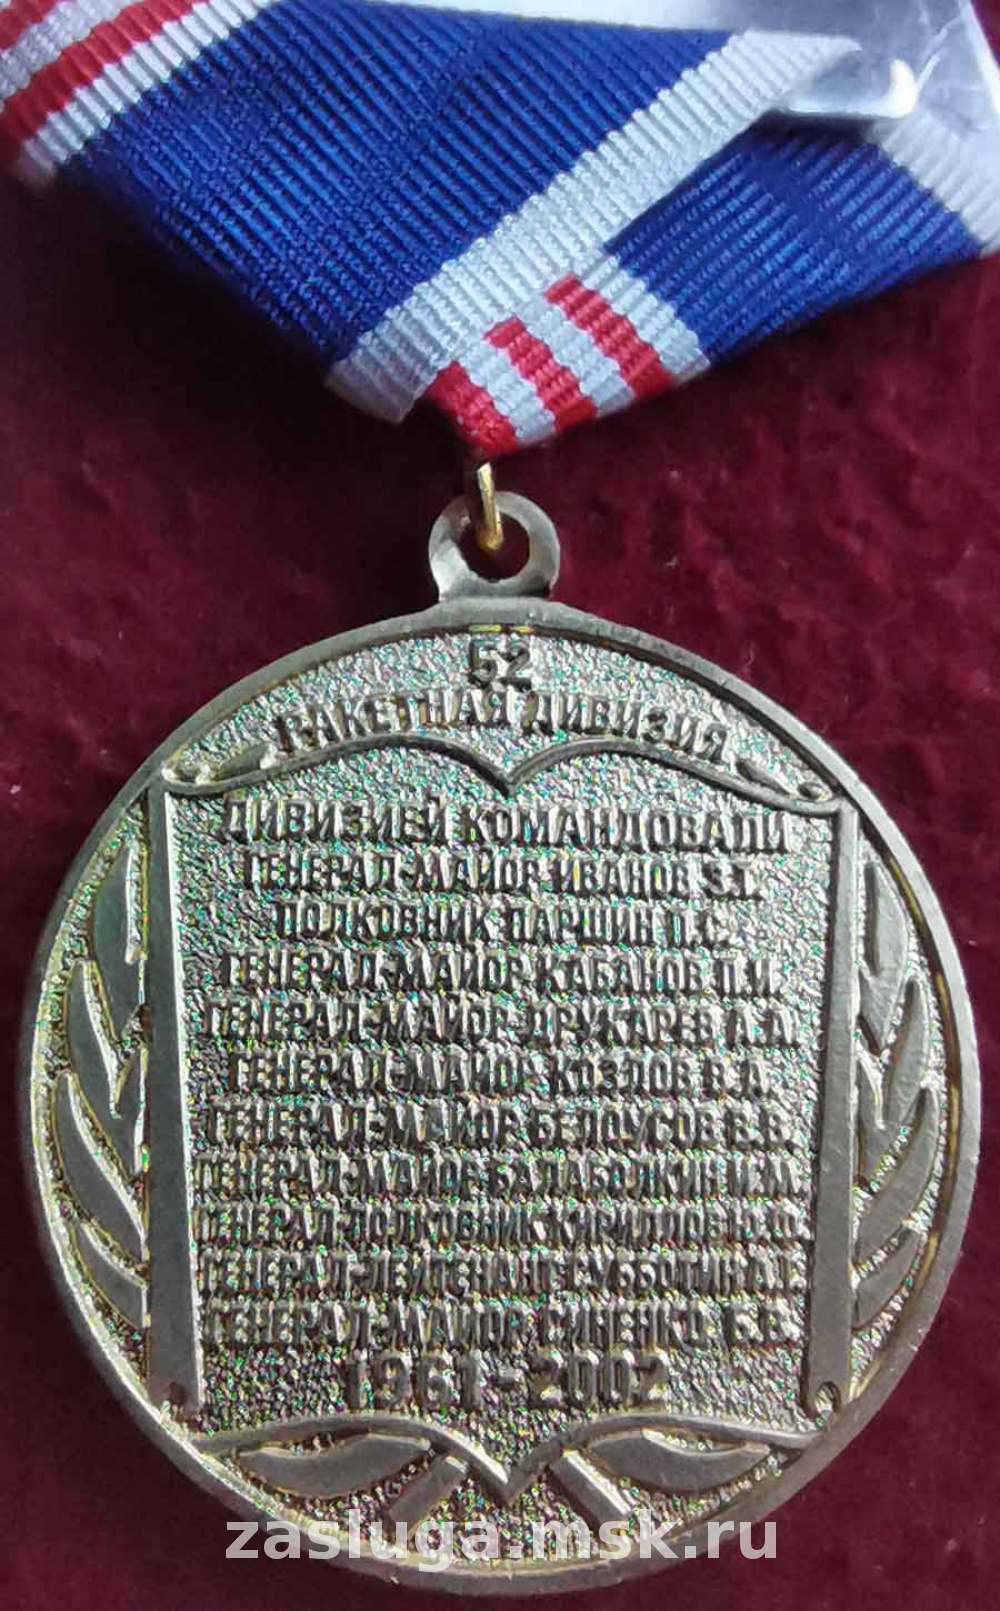 52
РАКЕТНАЯ ДИВИЗИЯ
ДИВИЗИЕЙ КОМАНДОВАЛИ
ГЕНЕРАЛ-МАЙОР ИВАНОВ З.Т.
ПОЛКОВНИК ПАРШИН П.С.
ГЕНЕРАЛ-МАЙОР КАБАНОВ П.И.
ГЕНЕРАЛ-МАЙОР ДРУКАРЕВ А.А.
ГЕНЕРАЛ-МАЙОР КОЗЛОВ В.А.
ГЕНЕРАЛ-МАЙОР БЕЛОУСОВ В.В.
ГЕНЕРАЛ-МАЙОР БАЛАБОЛКИН
ГЕНЕРАЛ-ПОЛКОВНИК КИРИЛЛОВ
ГЕНЕРАЛ-ЛЕЙТЕНАНТ СУББОТИН
ГЕНЕРАЛ-МАЙОР СИНЕНКО
1961-2002
zasluga.msk.ru